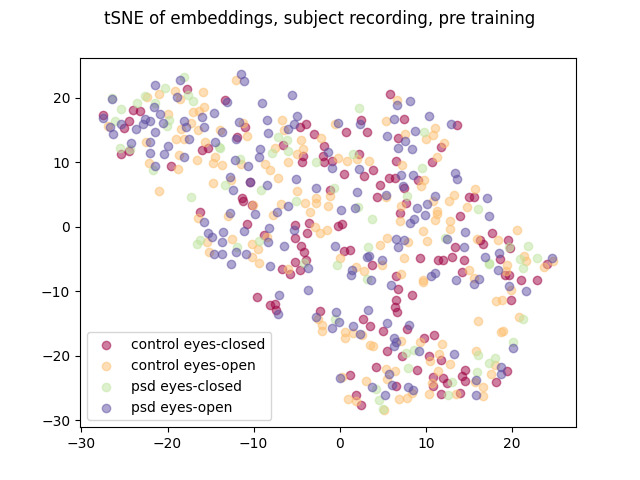 tSNE of embeddings, subject recording, pre training
20
10
0
−10
−20
−30
control eyes-closed
control eyes-open
psd eyes-closed
psd eyes-open
−30 −20 −10 0 10 20